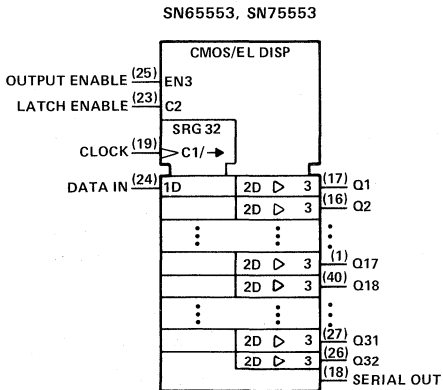 SN65553, SN75553
CMOS/EL DISP
OUTPUT ENABLE (25) EN3
LATCH ENABLE (23) C2
SRG 32
CLOCK (19) C1/→
DATA IN (24) 1D 2D ▷ 3 (17) Q1
2D ▷ 3 (16) Q2
2D ▷ 3 (1) Q17
2D ▷ 3 (40) Q18
2D ▷ 3 (27) Q31
2D ▷ 3 (26) Q32
(18) SERIAL OUT